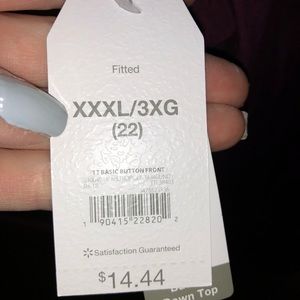 Fitted
XXXL/3XG
(22)
TT BASIC BUTTON FRONT
1 90415 22820 2
Satisfaction Guaranteed
$14.44
Down Top